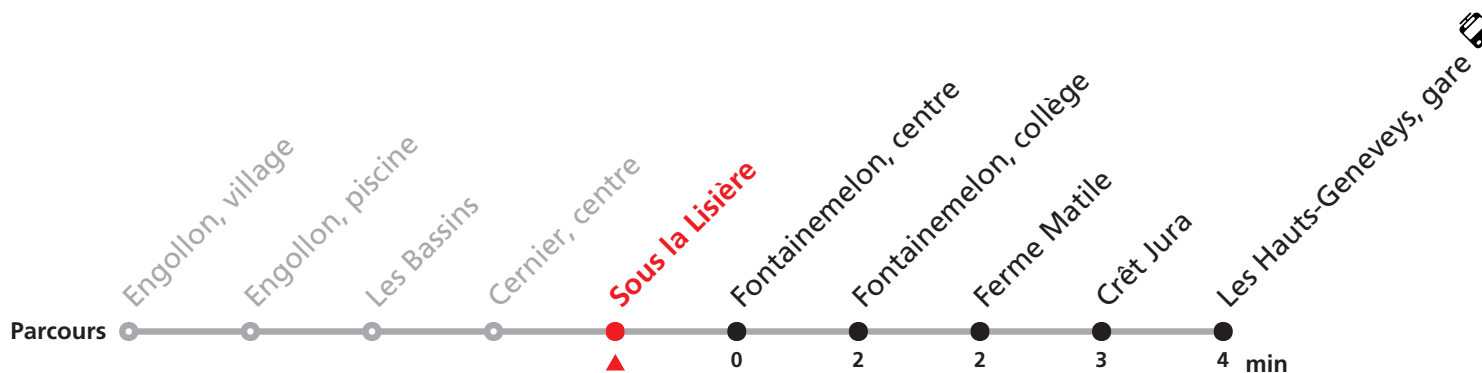 Engollon, village
Engollon, piscine
Les Bassins
Cernier, centre
Sous la Lisière
Fontainemelon, centre
Fontainemelon, collège
Ferme Matile
Crêt Jura
Les Hauts-Geneveys, gare
Parcours
0 2 2 3 4 min